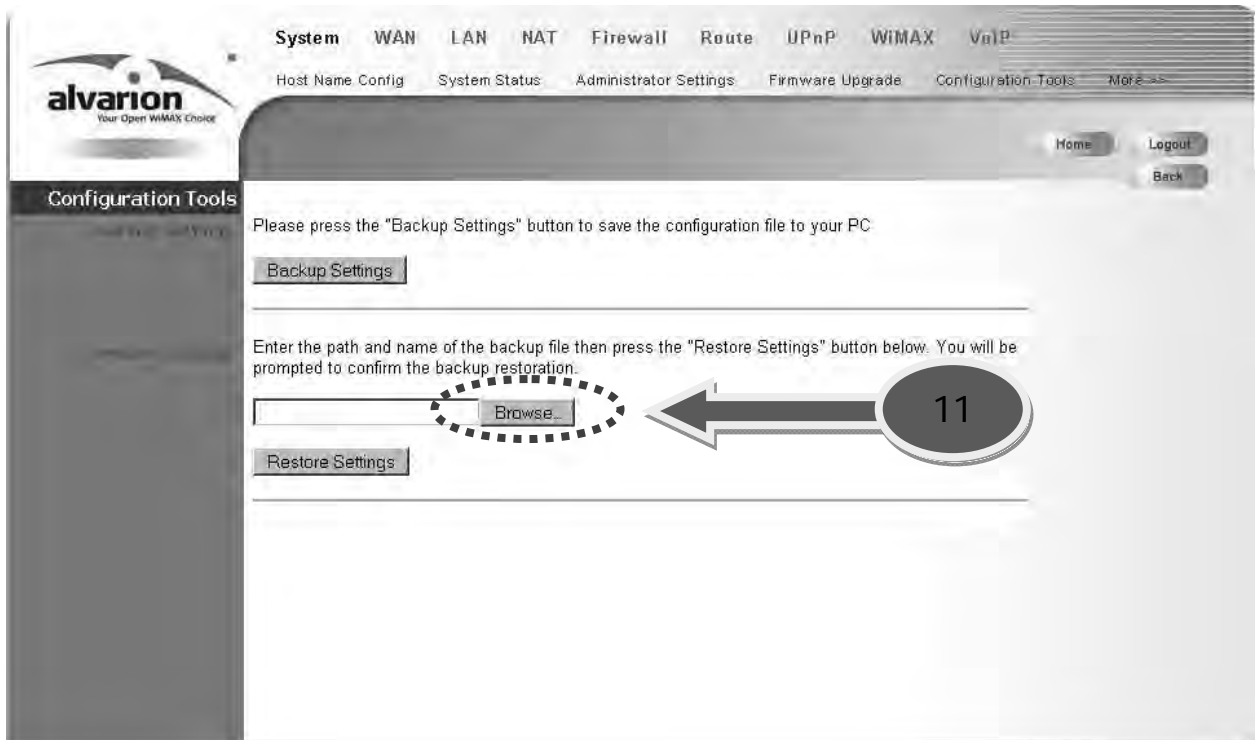 System WAN LAN NAT Firewall Route UPnP WiMAX VoIP
Host Name Config System Status Administrator Settings Firmware Upgrade Configuration Tools More >>
alvarion
Your Open WiMAX Choice
Home Logout
Back
Configuration Tools
Please press the "Backup Settings" button to save the configuration file to your PC
Backup Settings
Enter the path and name of the backup file then press the "Restore Settings" button below. You will be
prompted to confirm the backup restoration.
Browse...
11
Restore Settings